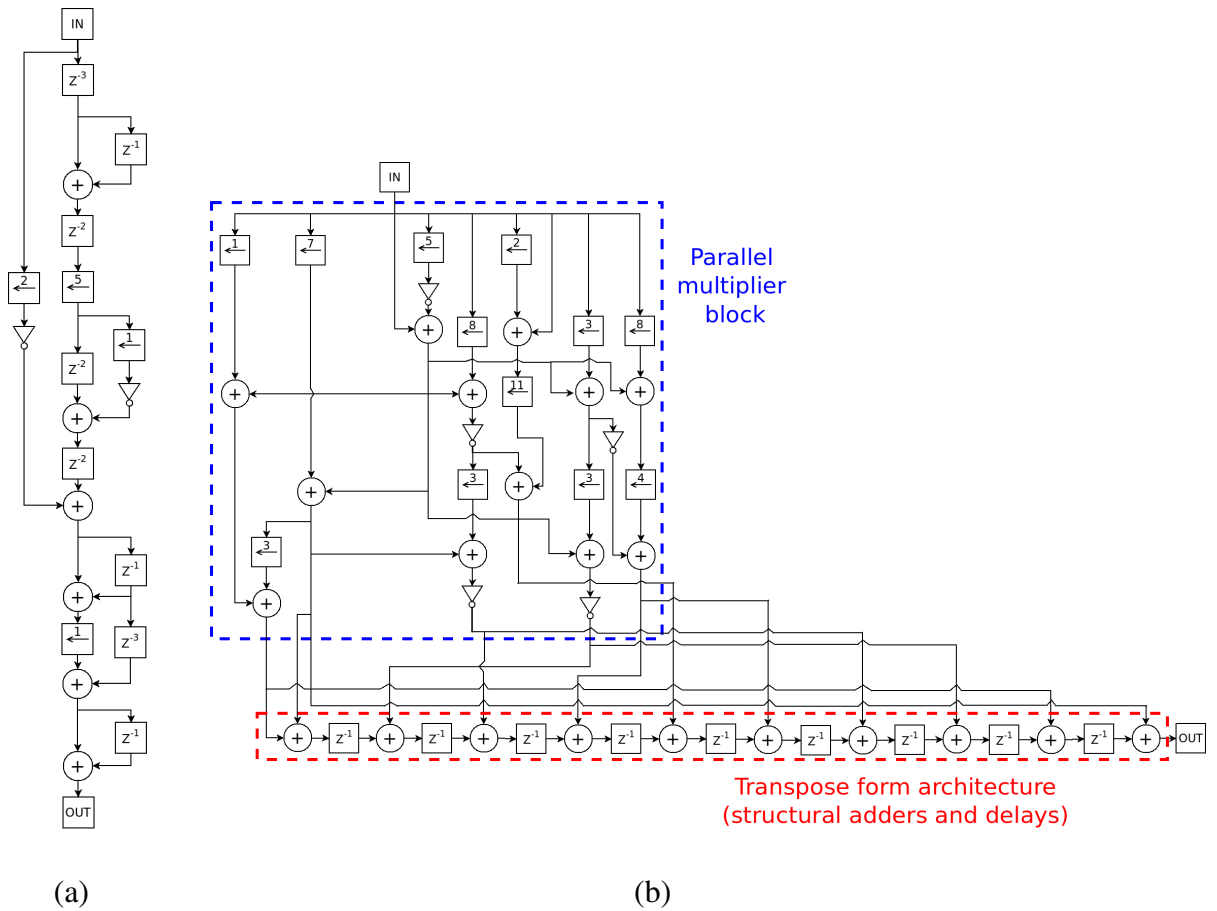 IN
Z-3
Z-1
+
Z-2
2
5
1
Z-2
+
Z-2
+
Z-1
+
1
Z-3
+
Z-1
+
OUT
(a)
IN
1
7
5
8
2
3
8
+
+
+
+
11
+
+
+
3
+
3
4
3
+
+
+
+
Parallel
multiplier
block
+ Z-1 + Z-1 + Z-1 + Z-1 + Z-1 + Z-1 + Z-1 + Z-1 + Z-1 + OUT
Transpose form architecture
(structural adders and delays)
(b)